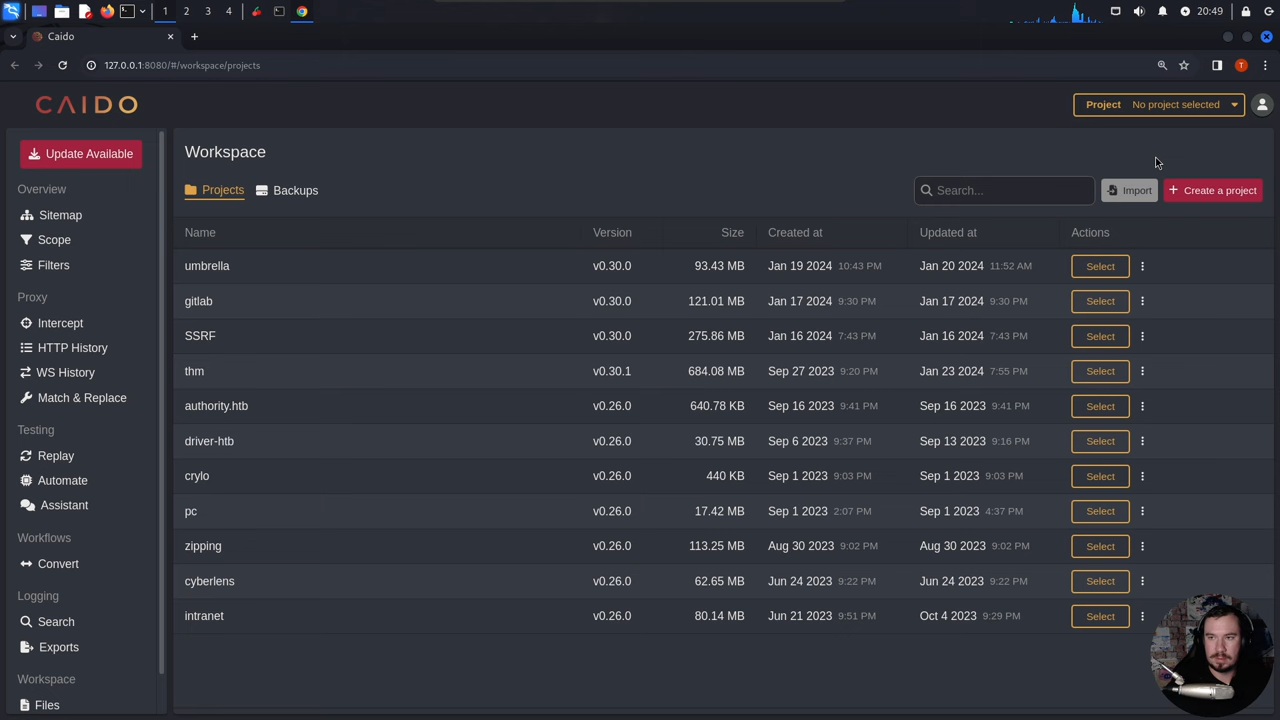 1 2 3 4 20:49
Caido
127.0.0.1:8080/#/workspace/projects T
CAIDO Project No project selected
Update Available
Overview
Sitemap
Scope
Filters
Proxy
Intercept
HTTP History
WS History
Match & Replace
Testing
Replay
Automate
Assistant
Workflows
Convert
Logging
Search
Exports
Workspace
Files
Workspace
Projects Backups Search... Import + Create a project
Name Version Size Created at Updated at Actions
umbrella v0.30.0 93.43 MB Jan 19 2024 10:43 PM Jan 20 2024 11:52 AM Select
gitlab v0.30.0 121.01 MB Jan 17 2024 9:30 PM Jan 17 2024 9:30 PM Select
SSRF v0.30.0 275.86 MB Jan 16 2024 7:43 PM Jan 16 2024 7:43 PM Select
thm v0.30.1 684.08 MB Sep 27 2023 9:20 PM Jan 23 2024 7:55 PM Select
authority.htb v0.26.0 640.78 KB Sep 16 2023 9:41 PM Sep 16 2023 9:41 PM Select
driver-htb v0.26.0 30.75 MB Sep 6 2023 9:37 PM Sep 13 2023 9:16 PM Select
crylo v0.26.0 440 KB Sep 1 2023 9:03 PM Sep 1 2023 9:03 PM Select
pc v0.26.0 17.42 MB Sep 1 2023 2:07 PM Sep 1 2023 4:37 PM Select
zipping v0.26.0 113.25 MB Aug 30 2023 9:02 PM Aug 30 2023 9:02 PM Select
cyberlens v0.26.0 62.65 MB Jun 24 2023 9:22 PM Jun 24 2023 9:22 PM Select
intranet v0.26.0 80.14 MB Jun 21 2023 9:51 PM Oct 4 2023 9:29 PM Select